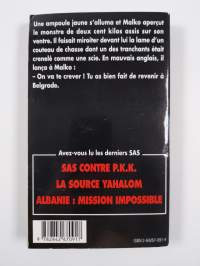 Une ampoule jaune s'alluma et Malko aperçut
le monstre de deux cent kilos assis sur son
ventre. Il faisait miroiter devant lui la lame d'un
couteau de chasse dont un des tranchants était
crenelé comme une scie. En mauvais anglais, il
lança à Malko :
- On va te crever ! Tu as bien fait de revenir à
Belgrade.
Avez-vous lu les derniers SAS
SAS CONTRE P.K.K.
LA SOURCE YAHALOM
ALBANIE : MISSION IMPOSSIBLE